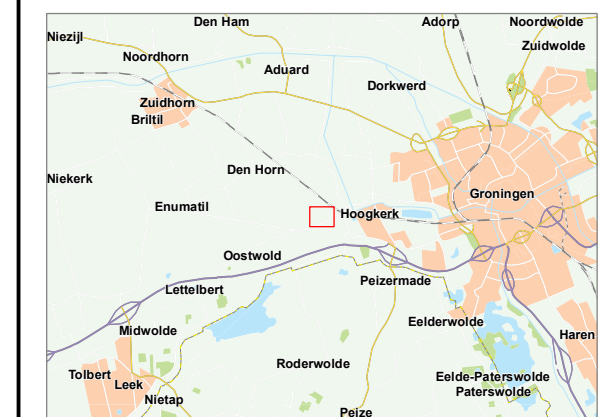 Den Ham
Adorp
Noordwolde
Niezijl
Zuidwolde
Noordhorn
Aduard
Dorkwerd
Zuidhorn
Briltil
Den Horn
Niekerk
Groningen
Enumatil
Hoogkerk
Oostwold
Peizermade
Lettelbert
Eelderwolde
Midwolde
Haren
Roderwolde
Tolbert
Eelde-Paterswolde
Leek
Paterswolde
Nietap
Peize